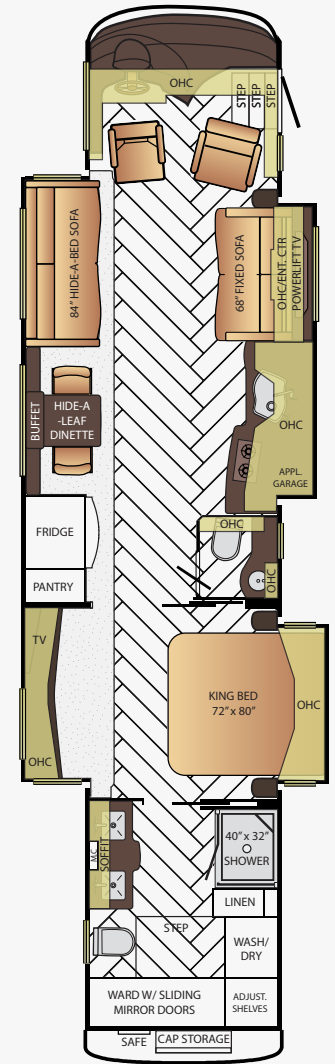 OHC
STEP
STEP
STEP
84" HIDE-A-BED SOFA
68" FIXED SOFA
OHC/ENT. CTR
POWERLIFT TV
BUFFET
HIDE-A
-LEAF
DINETTE
OHC
APPL.
GARAGE
FRIDGE
PANTRY
OHC
OHC
TV
OHC
KING BED
72" x 80"
OHC
M.C.
SOFFIT
40" x 32"
SHOWER
LINEN
STEP
WASH/
DRY
WARD W/ SLIDING
MIRROR DOORS
ADJUST.
SHELVES
SAFE
CAP STORAGE